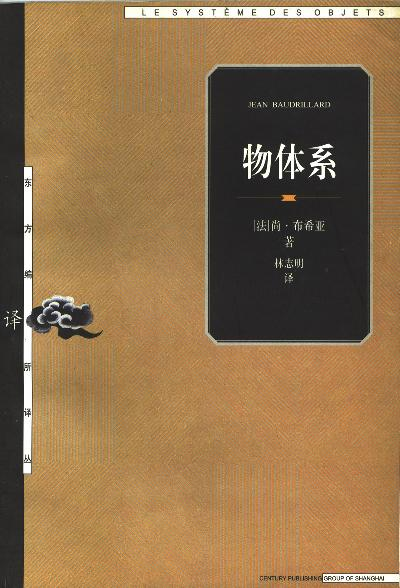 LE SYSTÈME DES OBJETS
JEAN BAUDRILLARD
物体系
[法]尚·布希亚
著
林志明
译
东方编译所译丛
CENTURY PUBLISHING GROUP OF SHANGHAI